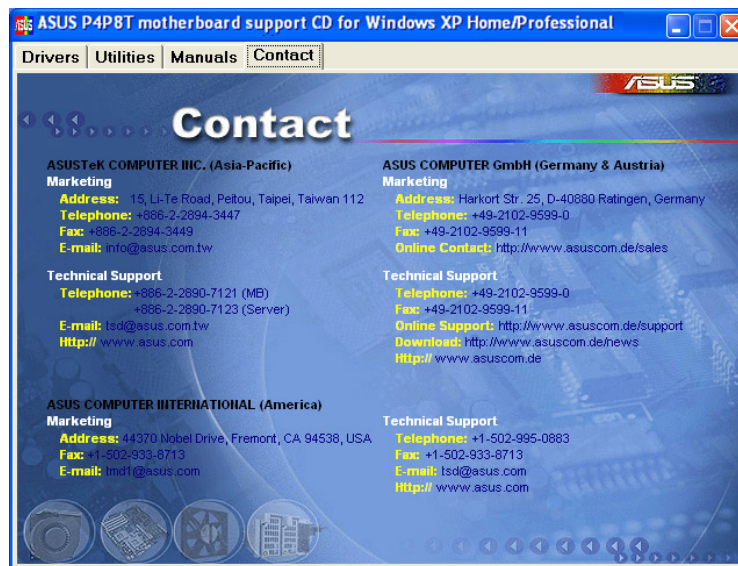 ASUS P4P8T motherboard support CD for Windows XP Home/Professional
Drivers Utilities Manuals Contact
ASUS
Contact
ASUSTeK COMPUTER INC. (Asia-Pacific)
Marketing
Address: 15, Li-Te Road, Peitou, Taipei, Taiwan 112
Telephone: +886-2-2894-3447
Fax: +886-2-2894-3449
E-mail: info@asus.com.tw
Technical Support
Telephone: +886-2-2890-7121 (MB)
+886-2-2890-7123 (Server)
E-mail: tsd@asus.com.tw
Http:// www.asus.com
ASUS COMPUTER GmbH (Germany & Austria)
Marketing
Address: Harkort Str. 25, D-40880 Ratingen, Germany
Telephone: +49-2102-9599-0
Fax: +49-2102-9599-11
Online Contact: http://www.asuscom.de/sales
Technical Support
Telephone: +49-2102-9599-0
Fax: +49-2102-9599-11
Online Support: http://www.asuscom.de/support
Download: http://www.asuscom.de/news
Http:// www.asuscom.de
ASUS COMPUTER INTERNATIONAL (America)
Marketing
Address: 44370 Nobel Drive, Fremont, CA 94538, USA
Fax: +1-502-933-8713
E-mail: tmd1@asus.com
Technical Support
Telephone: +1-502-995-0883
Fax: +1-502-933-8713
E-mail: tsd@asus.com
Http:// www.asus.com